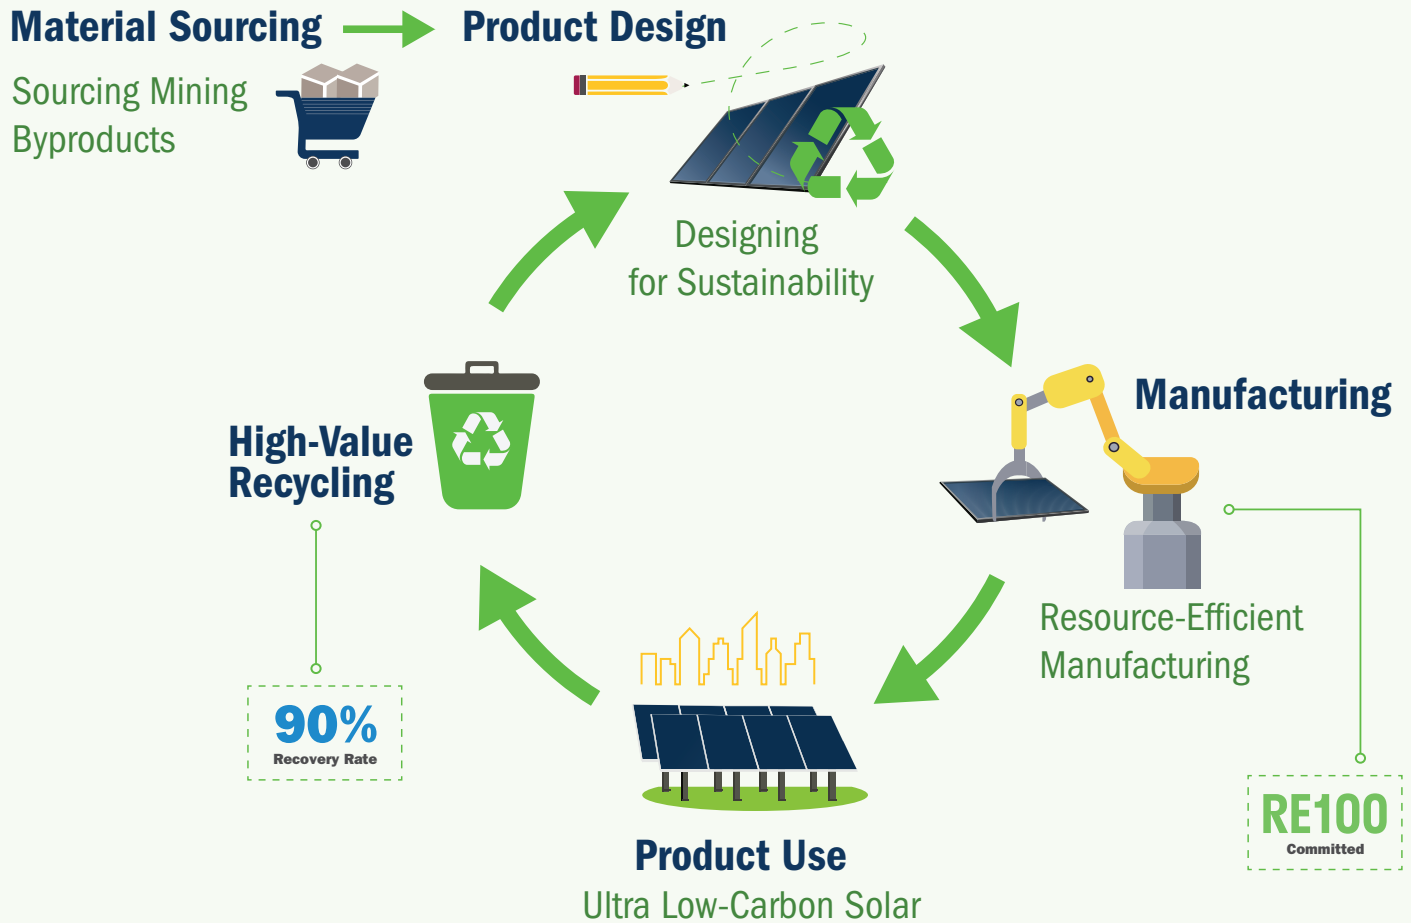 Material Sourcing
Product Design
Sourcing Mining
Byproducts
Designing
for Sustainability
Manufacturing
High-Value
Recycling
Resource-Efficient
Manufacturing
90%
Recovery Rate
RE100
Committed
Product Use
Ultra Low-Carbon Solar